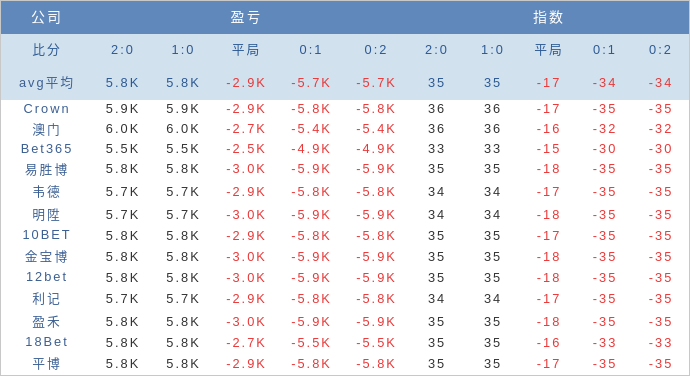 公司 盈亏 指数
比分 2:0 1:0 平局 0:1 0:2 2:0 1:0 平局 0:1 0:2
avg平均 5.8K 5.8K -2.9K -5.7K -5.7K 35 35 -17 -34 -34
Crown 5.9K 5.9K -2.9K -5.8K -5.8K 36 36 -17 -35 -35
澳门 6.0K 6.0K -2.7K -5.4K -5.4K 36 36 -16 -32 -32
Bet365 5.5K 5.5K -2.5K -4.9K -4.9K 33 33 -15 -30 -30
易胜博 5.8K 5.8K -3.0K -5.9K -5.9K 35 35 -18 -35 -35
韦德 5.7K 5.7K -2.9K -5.8K -5.8K 34 34 -17 -35 -35
明陞 5.7K 5.7K -3.0K -5.9K -5.9K 34 34 -18 -35 -35
10BET 5.8K 5.8K -2.9K -5.8K -5.8K 35 35 -17 -35 -35
金宝博 5.8K 5.8K -3.0K -5.9K -5.9K 35 35 -18 -35 -35
12bet 5.8K 5.8K -3.0K -5.9K -5.9K 35 35 -18 -35 -35
利记 5.7K 5.7K -2.9K -5.8K -5.8K 34 34 -17 -35 -35
盈禾 5.8K 5.8K -3.0K -5.9K -5.9K 35 35 -18 -35 -35
18Bet 5.8K 5.8K -2.7K -5.5K -5.5K 35 35 -16 -33 -33
平博 5.8K 5.8K -2.9K -5.8K -5.8K 35 35 -17 -35 -35